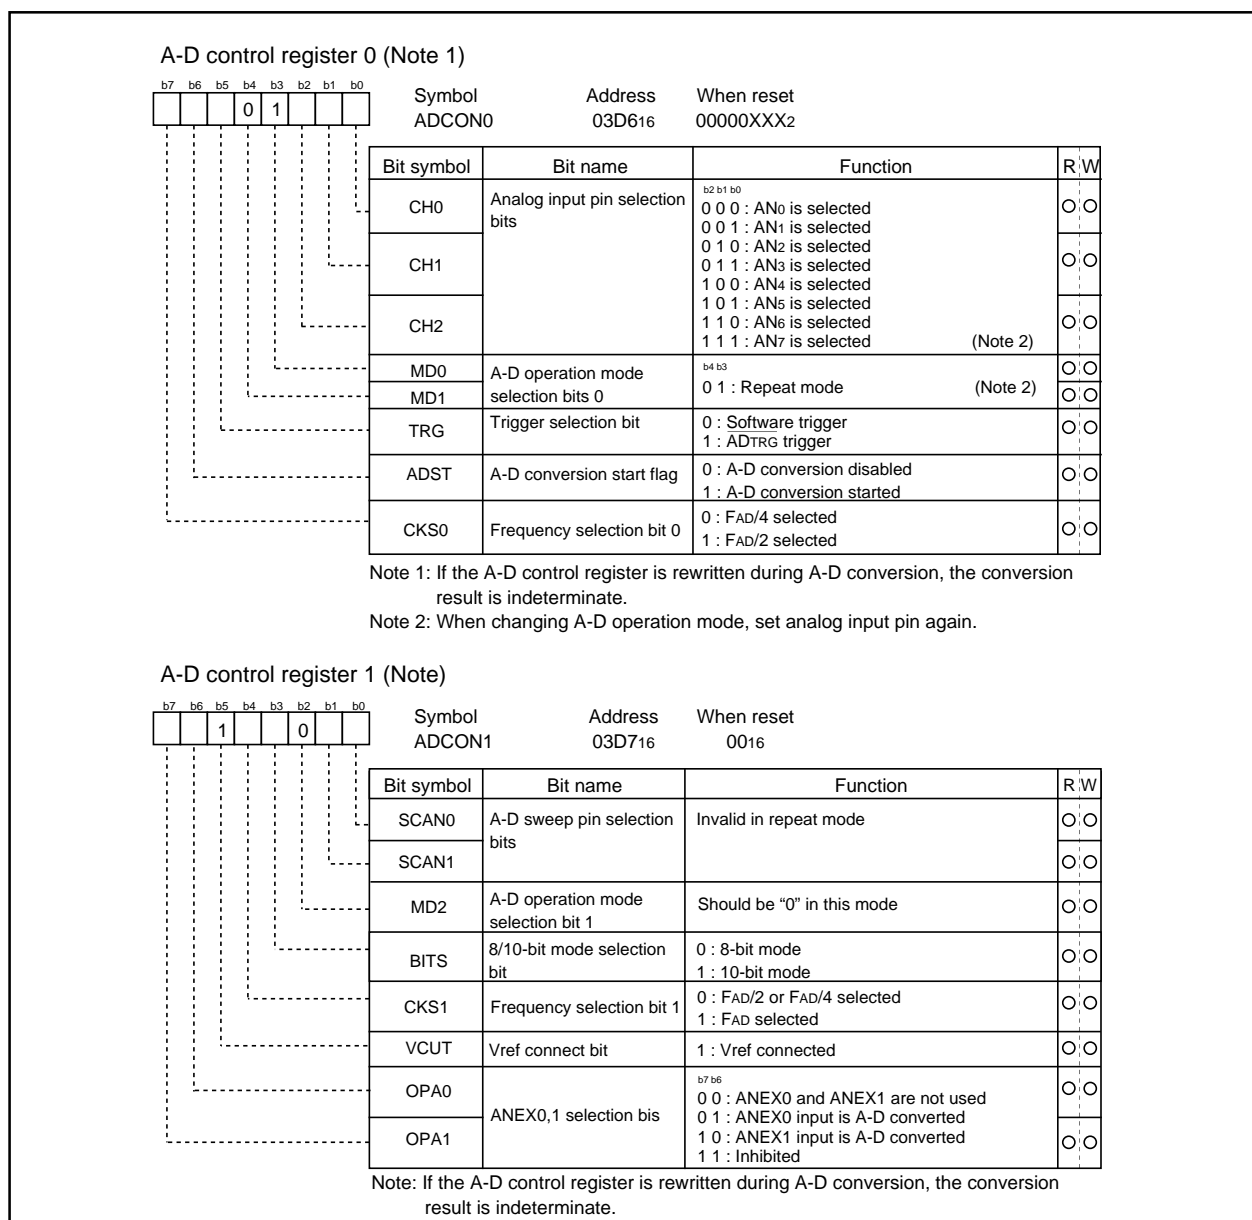 A-D control register 0 (Note 1)
b7 b6 b5 b4 b3 b2 b1 b0
0 1
Symbol Address When reset
ADCON0 03D616 00000XXX2
Bit symbol Bit name Function R W
CH0 Analog input pin selection bits
b2 b1 b0
0 0 0 : AN0 is selected
0 0 1 : AN1 is selected
0 1 0 : AN2 is selected
CH1 0 1 1 : AN3 is selected
1 0 0 : AN4 is selected
1 0 1 : AN5 is selected
CH2 1 1 0 : AN6 is selected
1 1 1 : AN7 is selected (Note 2)
MD0 A-D operation mode
b4 b3
MD1 selection bits 0 0 1 : Repeat mode (Note 2)
TRG Trigger selection bit 0 : Software trigger
1 : ADTRG trigger
ADST A-D conversion start flag 0 : A-D conversion disabled
1 : A-D conversion started
CKS0 Frequency selection bit 0 0 : FAD/4 selected
1 : FAD/2 selected
Note 1: If the A-D control register is rewritten during A-D conversion, the conversion
result is indeterminate.
Note 2: When changing A-D operation mode, set analog input pin again.
A-D control register 1 (Note)
b7 b6 b5 b4 b3 b2 b1 b0
1 0
Symbol Address When reset
ADCON1 03D716 0016
Bit symbol Bit name Function R W
SCAN0 A-D sweep pin selection Invalid in repeat mode
bits
SCAN1
MD2 A-D operation mode Should be “0” in this mode
selection bit 1
BITS 8/10-bit mode selection 0 : 8-bit mode
bit 1 : 10-bit mode
CKS1 Frequency selection bit 1 0 : FAD/2 or FAD/4 selected
1 : FAD selected
VCUT Vref connect bit 1 : Vref connected
OPA0 ANEX0,1 selection bis
b7 b6
0 0 : ANEX0 and ANEX1 are not used
0 1 : ANEX0 input is A-D converted
OPA1 1 0 : ANEX1 input is A-D converted
1 1 : Inhibited
Note: If the A-D control register is rewritten during A-D conversion, the conversion
result is indeterminate.